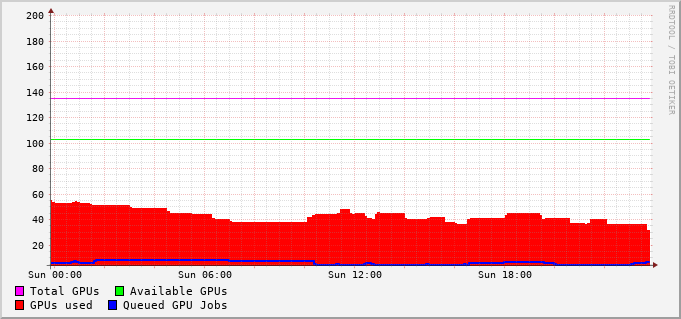 200
180
160
140
120
100
80
60
40
20
Sun 00:00 Sun 06:00 Sun 12:00 Sun 18:00
Total GPUs Available GPUs
GPUs used Queued GPU Jobs
RRDTOOL / TOBI OETIKER